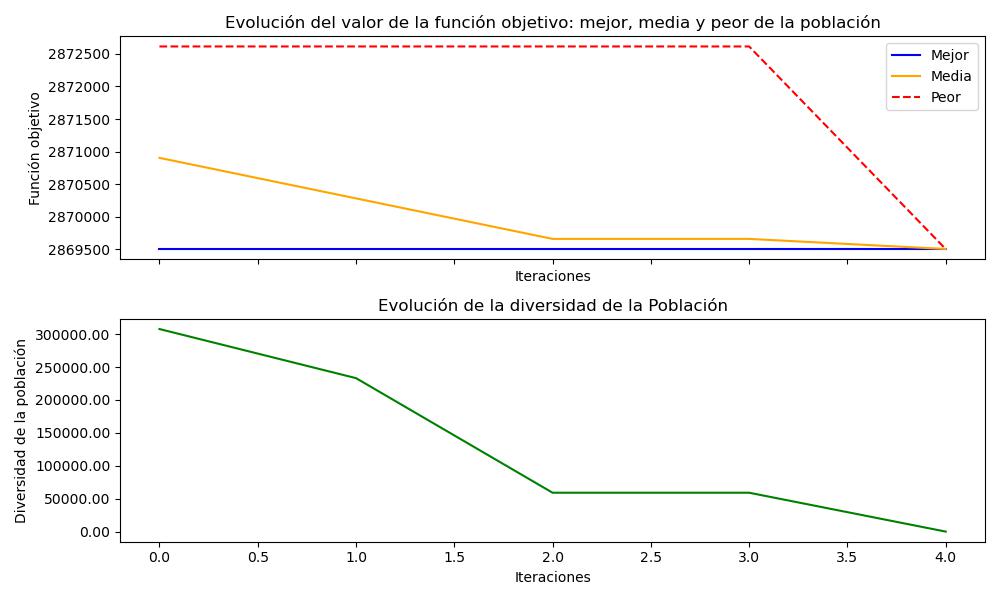 Evolución del valor de la función objetivo: mejor, media y peor de la población
Función objetivo
2872500
2872000
2871500
2871000
2870500
2870000
2869500
Mejor
Media
Peor
Iteraciones
Evolución de la diversidad de la Población
Diversidad de la población
300000.00
250000.00
200000.00
150000.00
100000.00
50000.00
0.00
0.0 0.5 1.0 1.5 2.0 2.5 3.0 3.5 4.0
Iteraciones